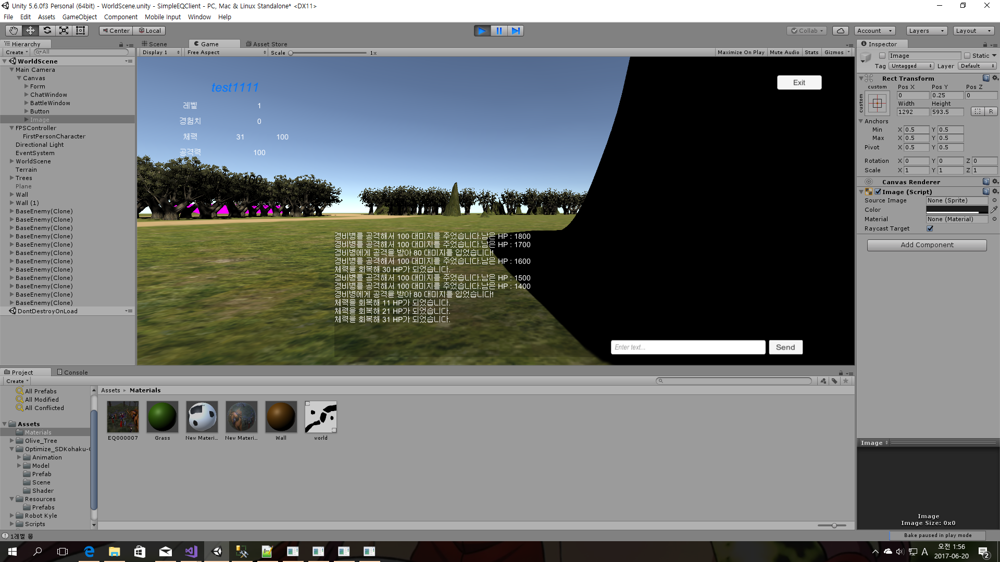 Unity 5.6.0f3 Personal (64bit) - WorldScene.unity - SimpleEQClient - PC, Mac & Linux Standalone* <DX11>
File Edit Assets GameObject Component Mobile Input Window Help
Center Local
Collab Account Layers Layout
Hierarchy
Create All
WorldScene
Main Camera
Canvas
Form
ChatWindow
BattleWindow
Button
Image
FPSController
FirstPersonCharacter
Directional Light
EventSystem
WorldScene
Terrain
Trees
Plane
Wall
Wall (1)
BaseEnemy(Clone)
BaseEnemy(Clone)
BaseEnemy(Clone)
BaseEnemy(Clone)
BaseEnemy(Clone)
BaseEnemy(Clone)
BaseEnemy(Clone)
BaseEnemy(Clone)
BaseEnemy(Clone)
BaseEnemy(Clone)
BaseEnemy(Clone)
BaseEnemy(Clone)
DontDestroyOnLoad
Scene Game Asset Store
Display 1 Free Aspect Scale 1x Maximize On Play Mute Audio Stats Gizmos
test1111
레벨 1
경험치 0
체력 31 100
공격력 100
100
Exit
경비병를 공격해서 100 대미지를 주었습니다.남은 HP : 1800
경비병를 공격해서 100 대미지를 주었습니다.남은 HP : 1700
경비병에게 공격을 받아 80 대미지를 입었습니다!
경비병를 공격해서 100 대미지를 주었습니다.남은 HP : 1600
체력을 회복해 30 HP가 되었습니다.
경비병를 공격해서 100 대미지를 주었습니다.남은 HP : 1500
경비병를 공격해서 100 대미지를 주었습니다.남은 HP : 1400
경비병에게 공격을 받아 80 대미지를 입었습니다!
체력을 회복해 11 HP가 되었습니다.
체력을 회복해 21 HP가 되었습니다.
체력을 회복해 31 HP가 되었습니다.
Enter text... Send
Inspector
Image Static
Tag Untagged Layer Default
Rect Transform
custom Pos X Pos Y Pos Z
custom
0 0.25 0
Width Height
1292 593.5
R
Anchors
Min X 0.5 Y 0.5
Max X 0.5 Y 0.5
Pivot X 0.5 Y 0.5
Rotation X 0 Y 0 Z 0
Scale X 1 Y 1 Z 1
Canvas Renderer
Image (Script)
Source Image None (Sprite)
Color
Material None (Material)
Raycast Target
Add Component
Image
Image
Image Size: 0x0
Project Console
Create
All Prefabs
All Modified
All Conflicted
Assets
Materials
Olive_Tree
Optimize_SDKohaku-
Animation
Model
Prefab
Scene
Shader
Resources
Prefabs
Robot Kyle
Scripts
Assets Materials
EQ000007 Grass New Materi... New Materi... Wall world
1레벨 몹
Bake paused in play mode
A
오전 1:56
2017-06-20
2